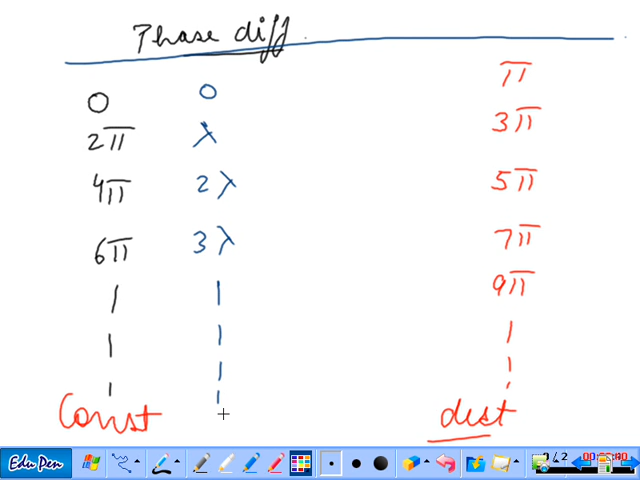 Phase diff
0 0 π
2π λ 3π
4π 2λ 5π
6π 3λ 7π
9π
Const dest
Edu Pen